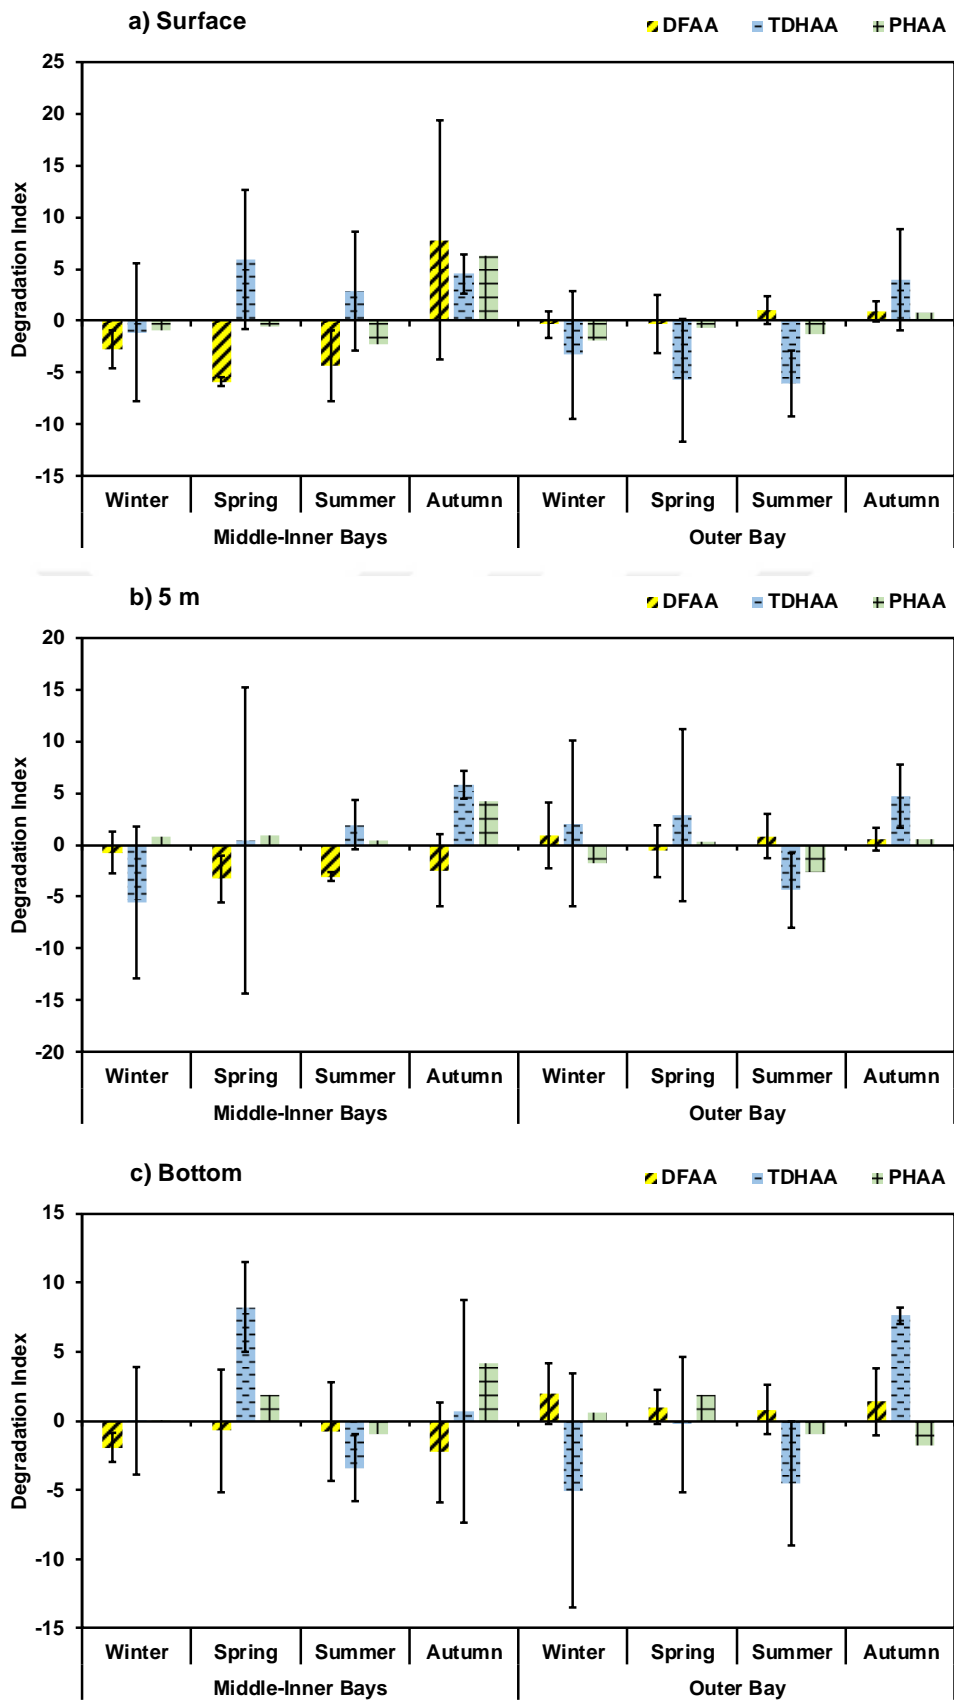 a) Surface
DFAA TDHAA PHAA
25
20
15
10
5
0
-5
-10
-15
Degradation Index
Winter Spring Summer Autumn Winter Spring Summer Autumn
Middle-Inner Bays Outer Bay
b) 5 m
DFAA TDHAA PHAA
20
15
10
5
0
-5
-10
-15
-20
Degradation Index
Winter Spring Summer Autumn Winter Spring Summer Autumn
Middle-Inner Bays Outer Bay
c) Bottom
DFAA TDHAA PHAA
15
10
5
0
-5
-10
-15
Degradation Index
Winter Spring Summer Autumn Winter Spring Summer Autumn
Middle-Inner Bays Outer Bay